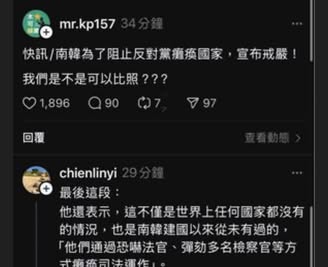 mr.kp157 34分鐘
快訊/南韓為了阻止反對黨癱瘓國家，宣布戒嚴！
我們是不是可以比照？？？
1,896 90 7 97
回覆 查看動態 >
chienlinyi 29分鐘
最後這段：
他還表示，這不僅是世界上任何國家都沒有
的情況，也是南韓建國以來從未有過的，
「他們通過恐嚇法官、彈劾多名檢察官等方
式癱瘓司法運作」。